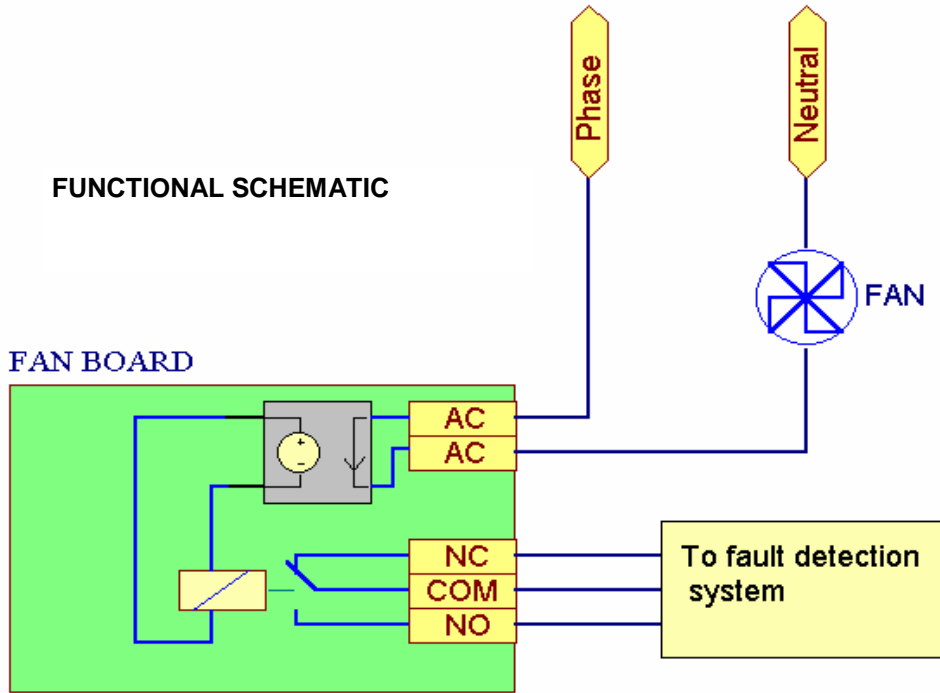 Phase
Neutral
FUNCTIONAL SCHEMATIC
FAN
FAN BOARD
AC
AC
NC
COM
NO
To fault detection
system